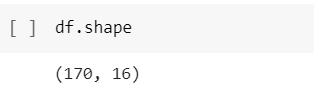 [ ] df.shape
(170, 16)